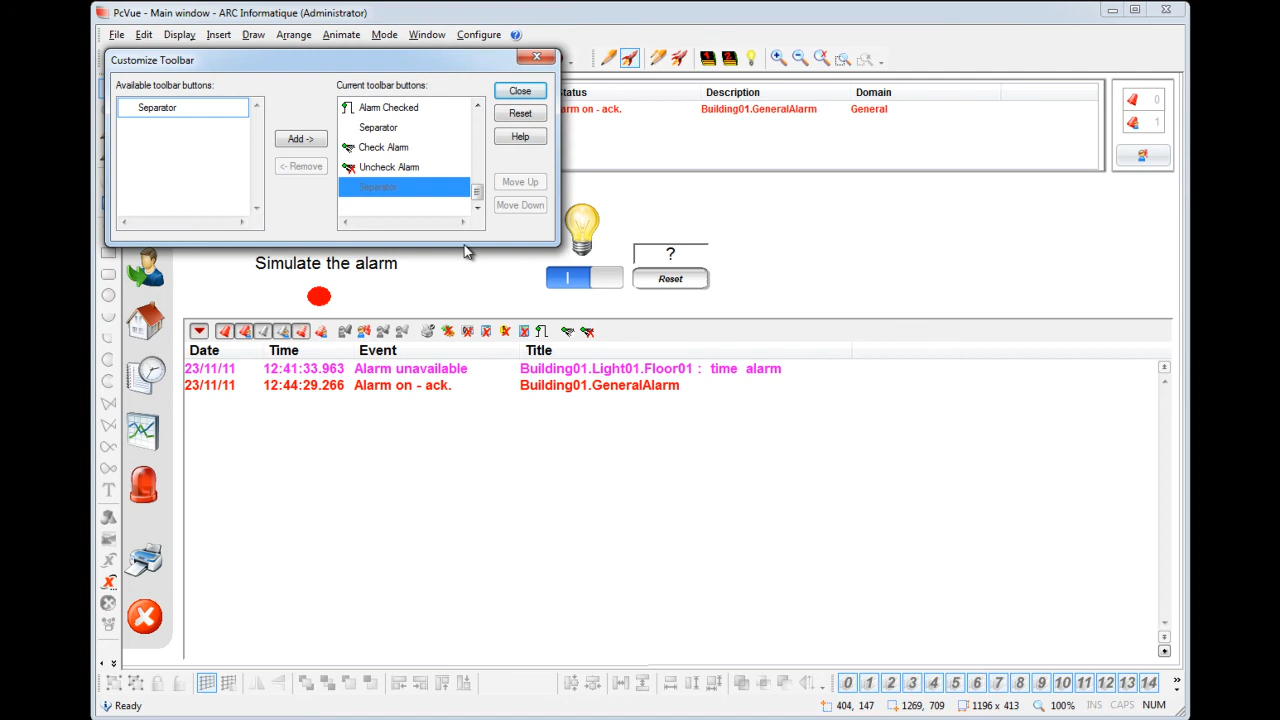 PcVue - Main window - ARC Informatique (Administrator)
File Edit Display Insert Draw Arrange Animate Mode Window Configure
Customize Toolbar
Available toolbar buttons:
Separator
Add ->
<- Remove
Current toolbar buttons:
Alarm Checked
Separator
Check Alarm
Uncheck Alarm
Separator
Close
Reset
Help
Move Up
Move Down
Status Description Domain
arm on - ack. Building01.GeneralAlarm General
0
1
Simulate the alarm
?
Reset
Date Time Event Title
23/11/11 12:41:33.963 Alarm unavailable Building01.Light01.Floor01 : time alarm
23/11/11 12:44:29.266 Alarm on - ack. Building01.GeneralAlarm
0 1 2 3 4 5 6 7 8 9 10 11 12 13 14
Ready 404, 147 1269, 709 1196 x 413 100% INS CAPS NUM